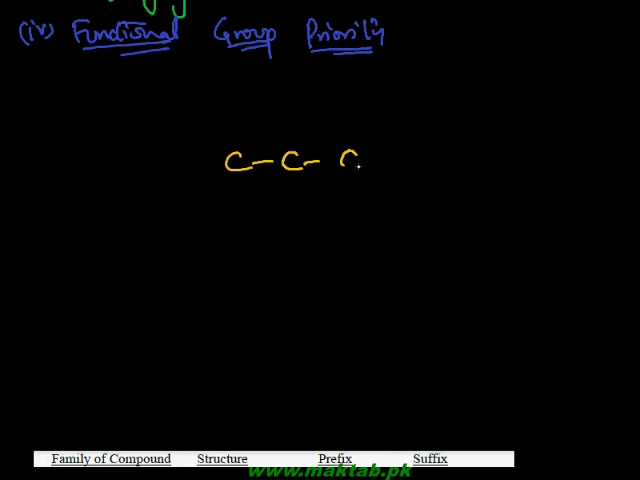 (iv) Functional Group Priority
C - C - C
Family of Compound Structure Prefix Suffix
www.maktab.pk